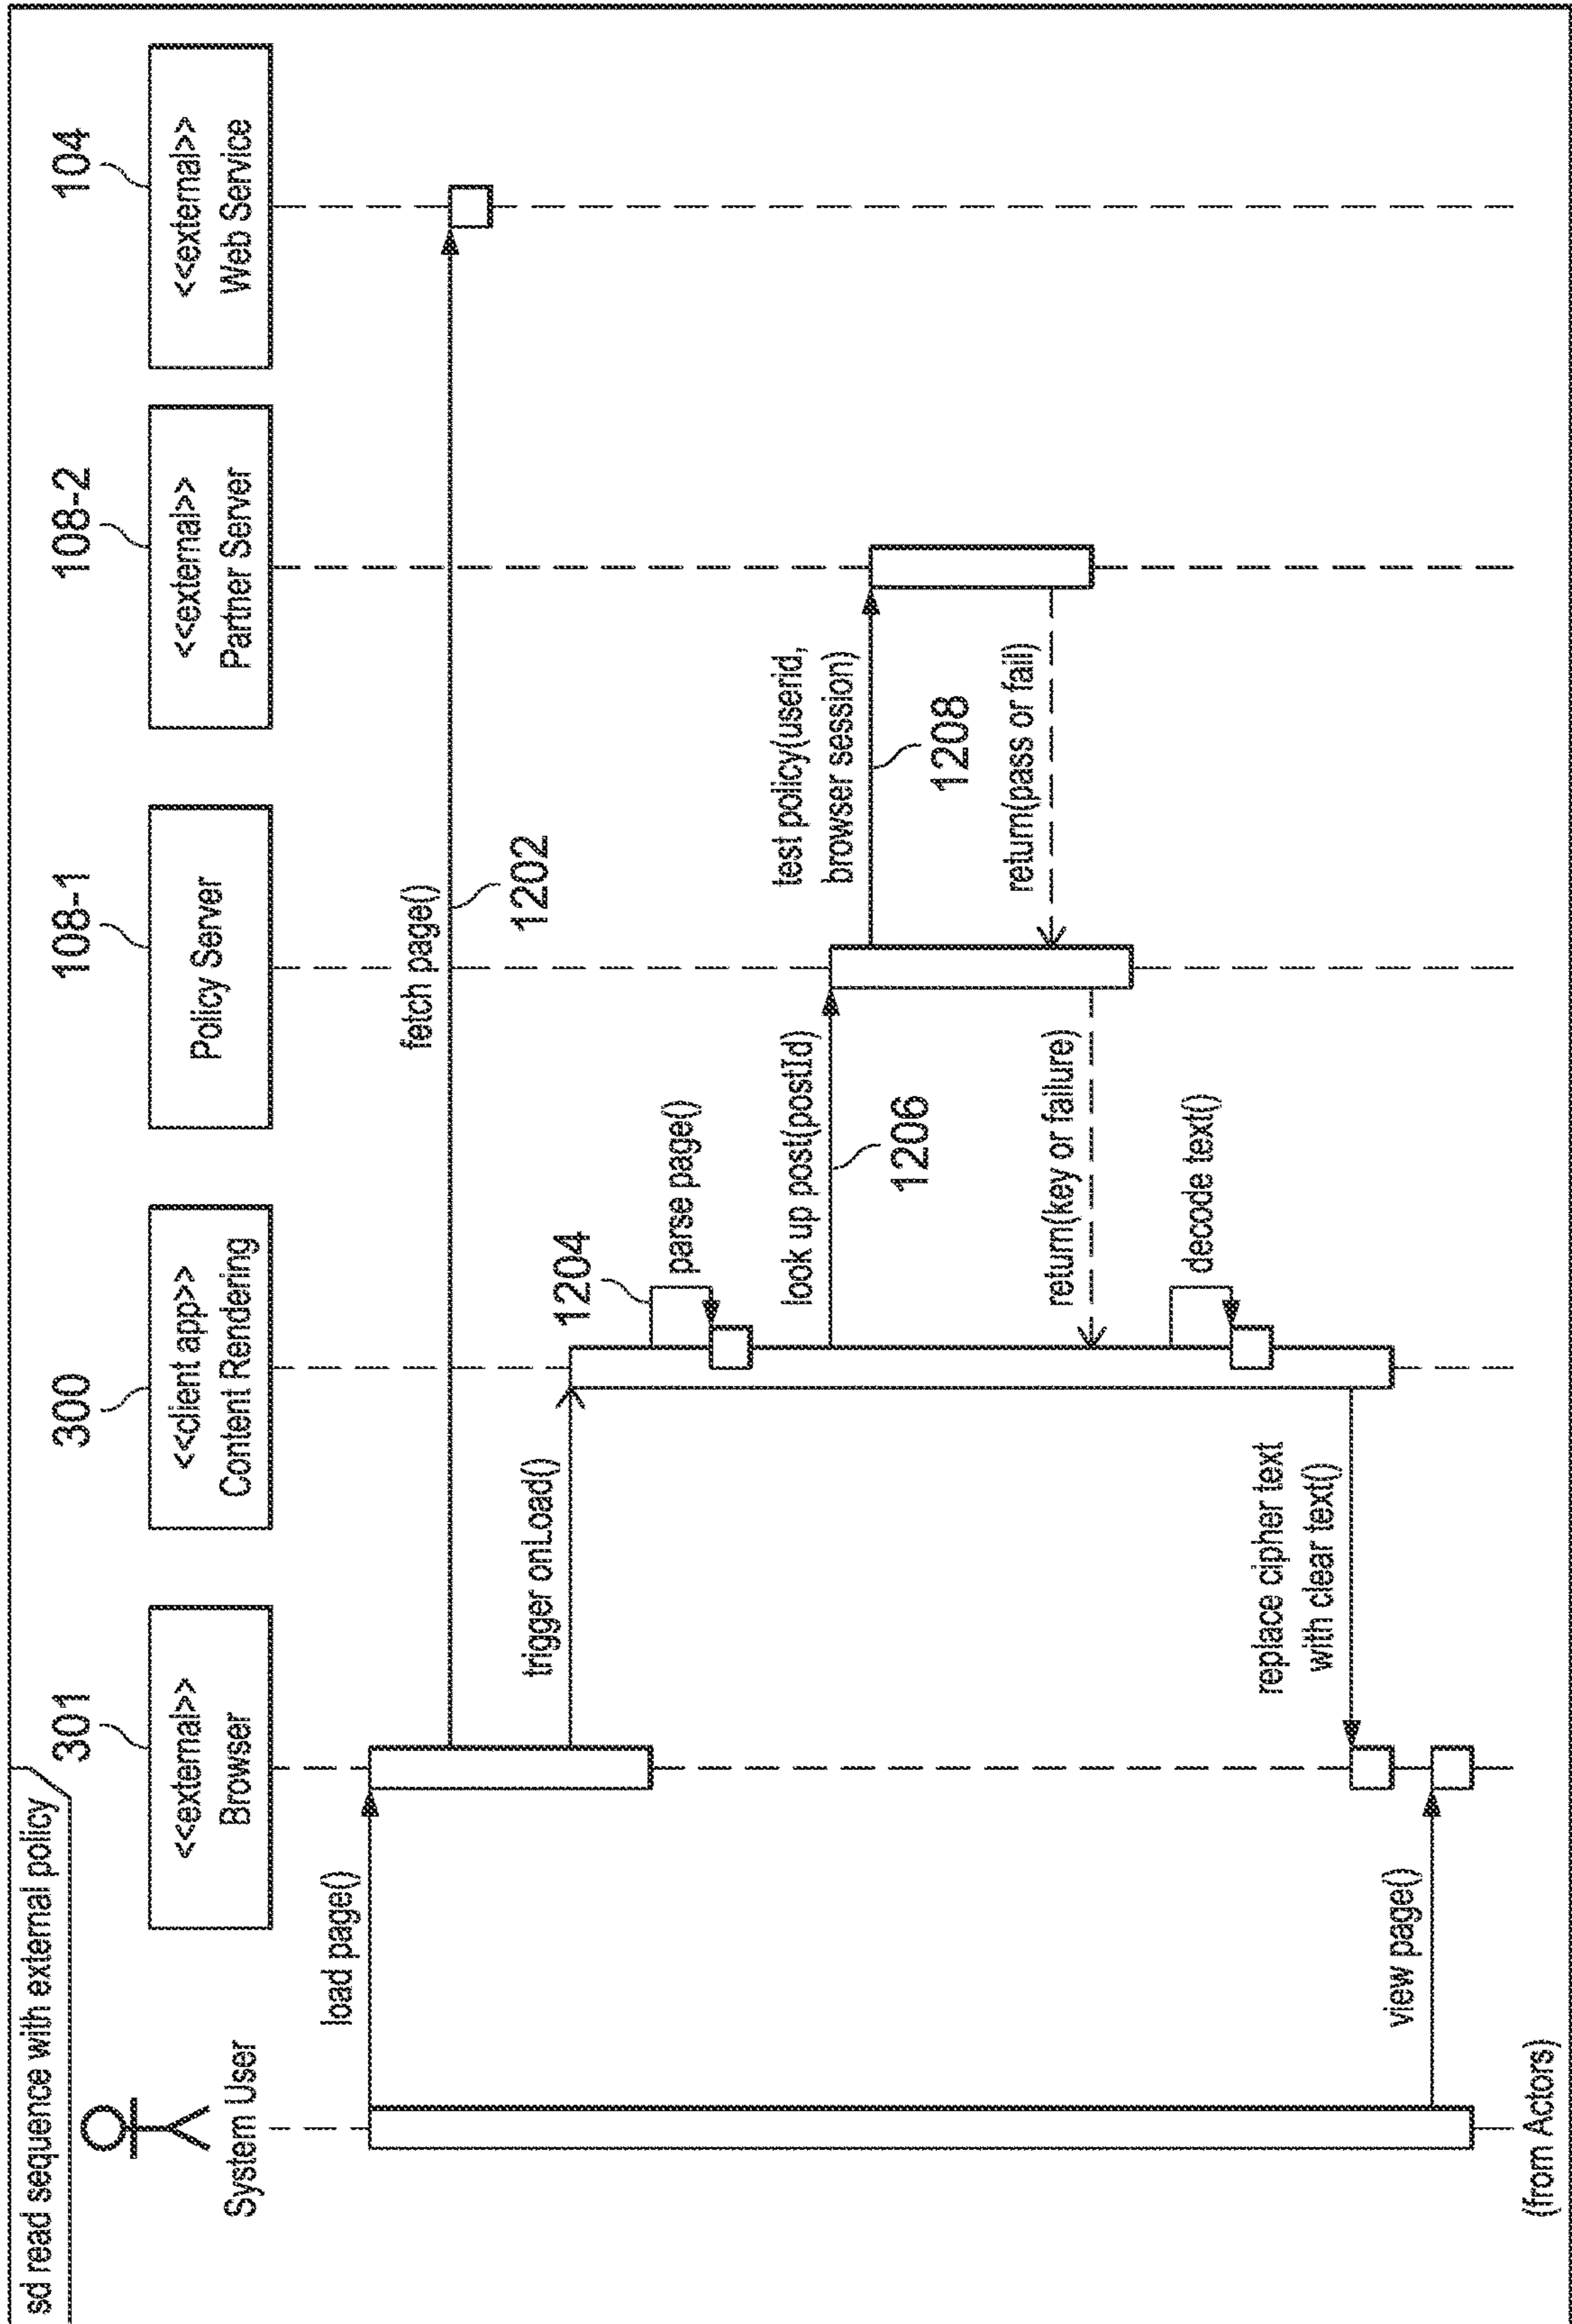 sd read sequence with external policy
System User
301
<<external>>
Browser
300
<<client app>>
Content Rendering
108-1
Policy Server
108-2
<<external>>
Partner Server
104
<<external>>
Web Service
load page()
fetch page()
1202
trigger onLoad()
1204
parse page()
look up post(postId)
1206
test policy(userid,
browser session)
1208
return(pass or fail)
return(key or failure)
decode text()
replace cipher text
with clear text()
view page()
(from Actors)